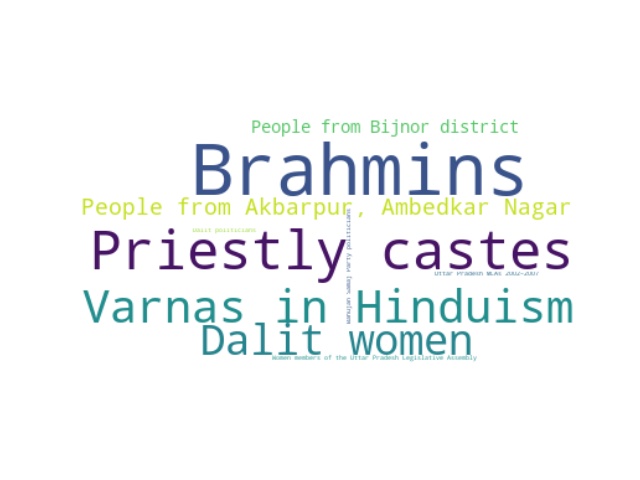 People from Bijnor district
Brahmins
People from Akbarpur, Ambedkar Nagar
Dalit politicians
Priestly castes
Bahujan Samaj Party politicians
Uttar Pradesh MLAs 2002–2007
Varnas in Hinduism
Dalit women
Women members of the Uttar Pradesh Legislative Assembly